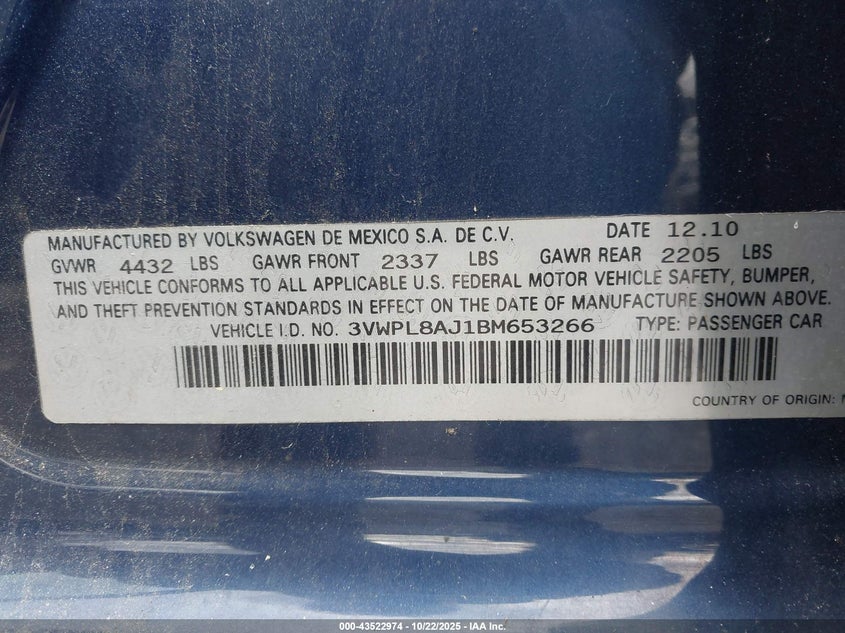 MANUFACTURED BY VOLKSWAGEN DE MEXICO S.A. DE C.V. DATE 12.10
GVWR 4432 LBS GAWR FRONT 2337 LBS GAWR REAR 2205 LBS
THIS VEHICLE CONFORMS TO ALL APPLICABLE U.S. FEDERAL MOTOR VEHICLE SAFETY, BUMPER,
AND THEFT PREVENTION STANDARDS IN EFFECT ON THE DATE OF MANUFACTURE SHOWN ABOVE.
VEHICLE I.D. NO. 3VWPL8AJ1BM653266 TYPE: PASSENGER CAR
COUNTRY OF ORIGIN:
000-43522974 - 10/22/2025 - IAA Inc.